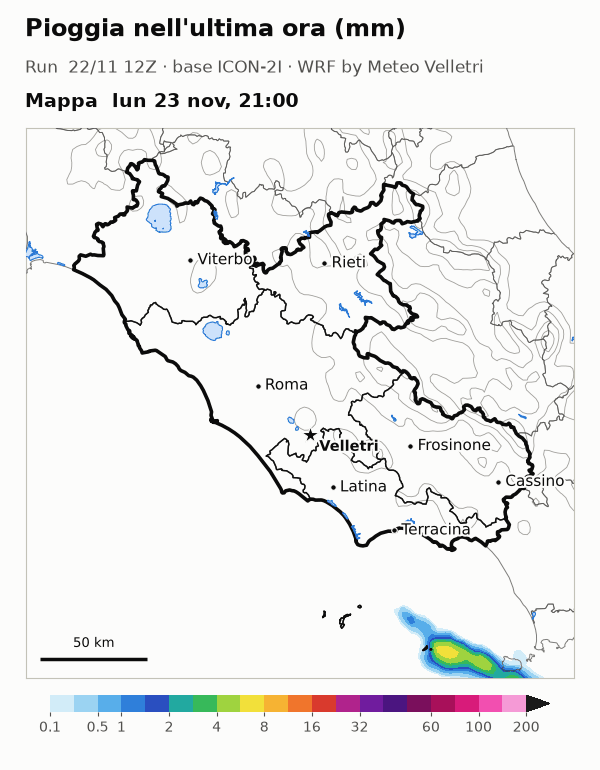 Pioggia nell'ultima ora (mm)
Run  22/11 12Z · base ICON-2I · WRF by Meteo Velletri
Mappa  lun 23 nov, 21:00
Viterbo
Rieti
Roma
Velletri
Frosinone
Latina
Cassino
Terracina
50 km
0.1 0.5 1 2 4 8 16 32 60 100 200